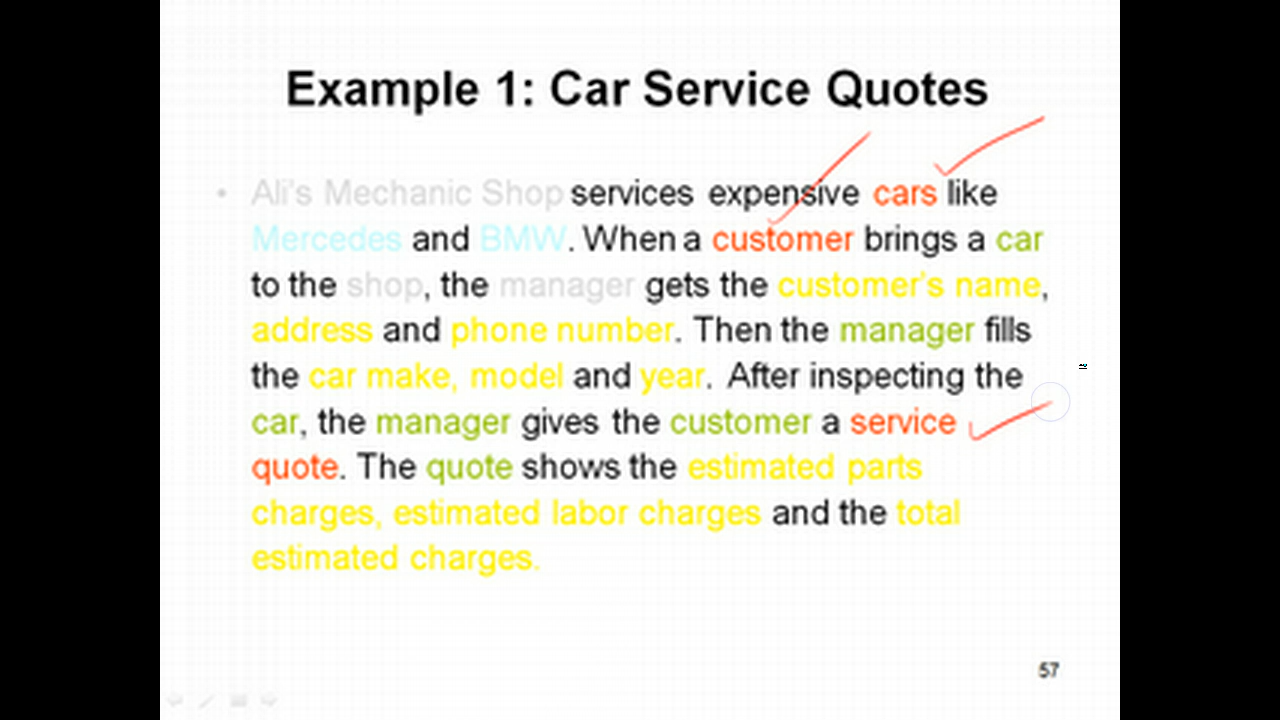 Example 1: Car Service Quotes
• Ali's Mechanic Shop services expensive cars like
Mercedes and BMW. When a customer brings a car
to the shop, the manager gets the customer's name,
address and phone number. Then the manager fills
the car make, model and year. After inspecting the
car, the manager gives the customer a service
quote. The quote shows the estimated parts
charges, estimated labor charges and the total
estimated charges.
57